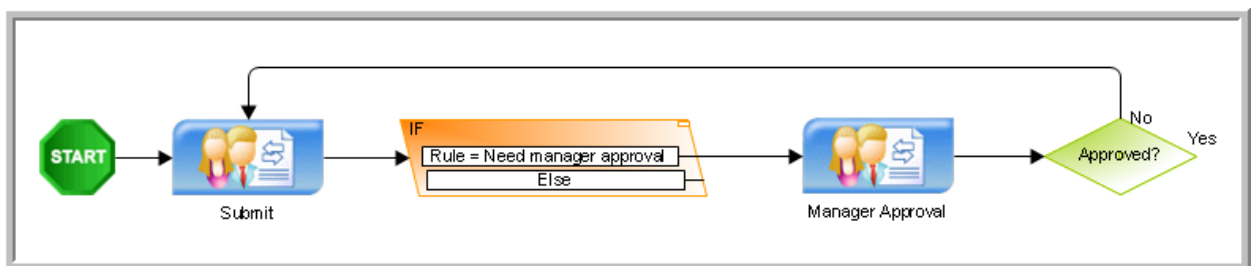 No
Yes
START
IF
Rule = Need manager approval
Else
Approved?
Submit
Manager Approval